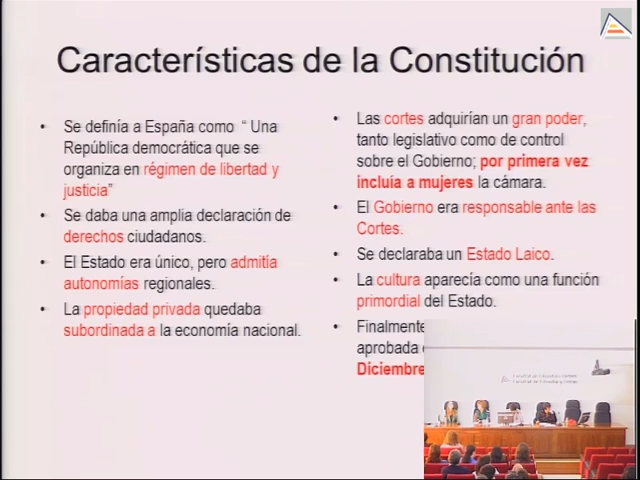 Características de la Constitución
• Se definía a España como “ Una
República democrática que se
organiza en régimen de libertad y
justicia”
• Se daba una amplia declaración de
derechos ciudadanos.
• El Estado era único, pero admitía
autonomías regionales.
• La propiedad privada quedaba
subordinada a la economía nacional.
• Las cortes adquirían un gran poder,
tanto legislativo como de control
sobre el Gobierno; por primera vez
incluía a mujeres la cámara.
• El Gobierno era responsable ante las
Cortes.
• Se declaraba un Estado Laico.
• La cultura aparecía como una función
primordial del Estado.
• Finalmente
aprobada
Diciembre